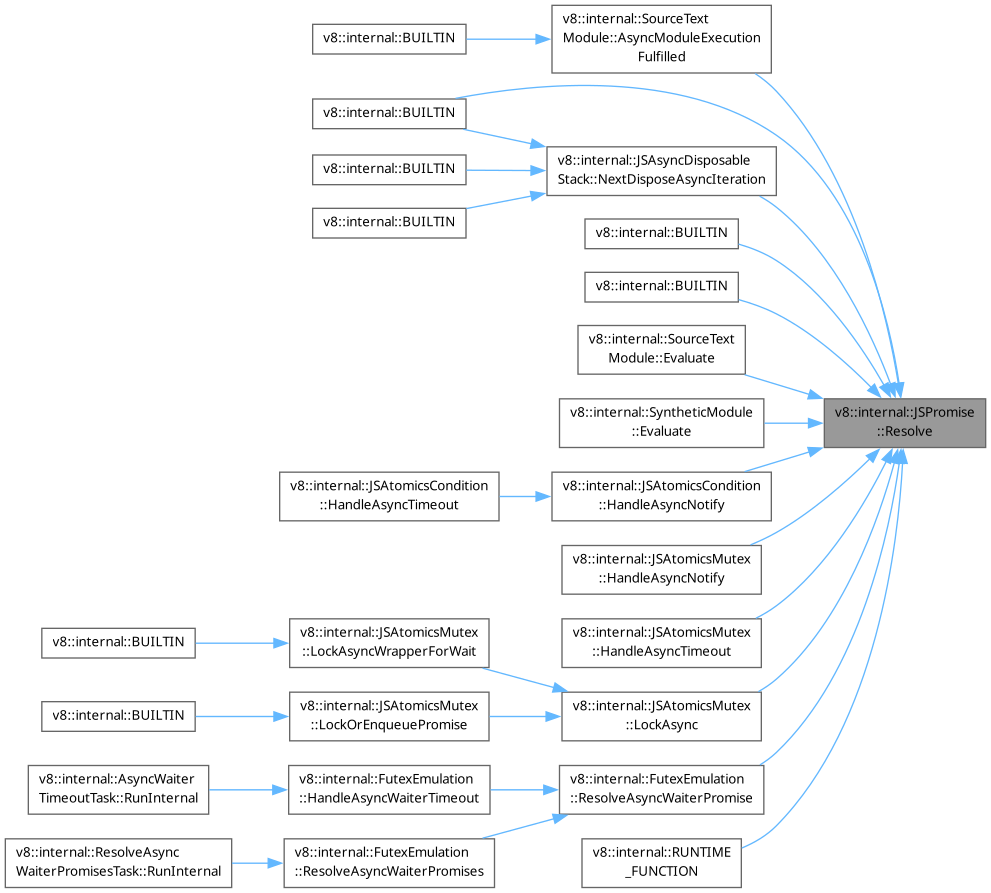 v8::internal::BUILTIN
v8::internal::SourceText
Module::AsyncModuleExecution
Fulfilled
v8::internal::BUILTIN
v8::internal::BUILTIN
v8::internal::BUILTIN
v8::internal::JSAsyncDisposable
Stack::NextDisposeAsyncIteration
v8::internal::BUILTIN
v8::internal::BUILTIN
v8::internal::SourceText
Module::Evaluate
v8::internal::SyntheticModule
::Evaluate
v8::internal::JSPromise
::Resolve
v8::internal::JSAtomicsCondition
::HandleAsyncTimeout
v8::internal::JSAtomicsCondition
::HandleAsyncNotify
v8::internal::JSAtomicsMutex
::HandleAsyncNotify
v8::internal::JSAtomicsMutex
::HandleAsyncTimeout
v8::internal::BUILTIN
v8::internal::JSAtomicsMutex
::LockAsyncWrapperForWait
v8::internal::BUILTIN
v8::internal::JSAtomicsMutex
::LockOrEnqueuePromise
v8::internal::JSAtomicsMutex
::LockAsync
v8::internal::AsyncWaiter
TimeoutTask::RunInternal
v8::internal::FutexEmulation
::HandleAsyncWaiterTimeout
v8::internal::FutexEmulation
::ResolveAsyncWaiterPromise
v8::internal::ResolveAsync
WaiterPromisesTask::RunInternal
v8::internal::FutexEmulation
::ResolveAsyncWaiterPromises
v8::internal::RUNTIME
_FUNCTION